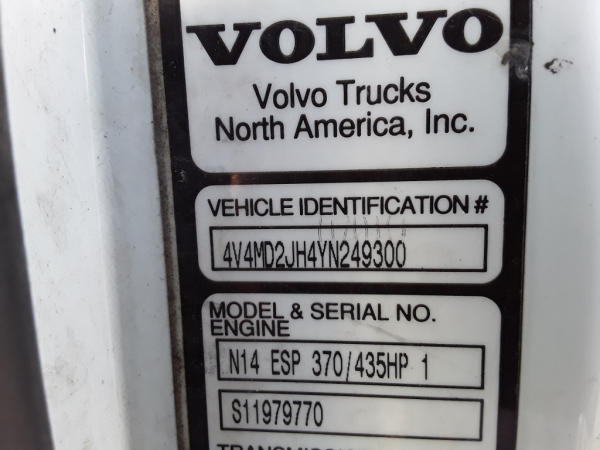 VOLVO
Volvo Trucks
North America, Inc.
VEHICLE IDENTIFICATION #
4V4MD2JH4YN249300
MODEL & SERIAL NO.
ENGINE
N14 ESP 370/435HP 1
S11979770